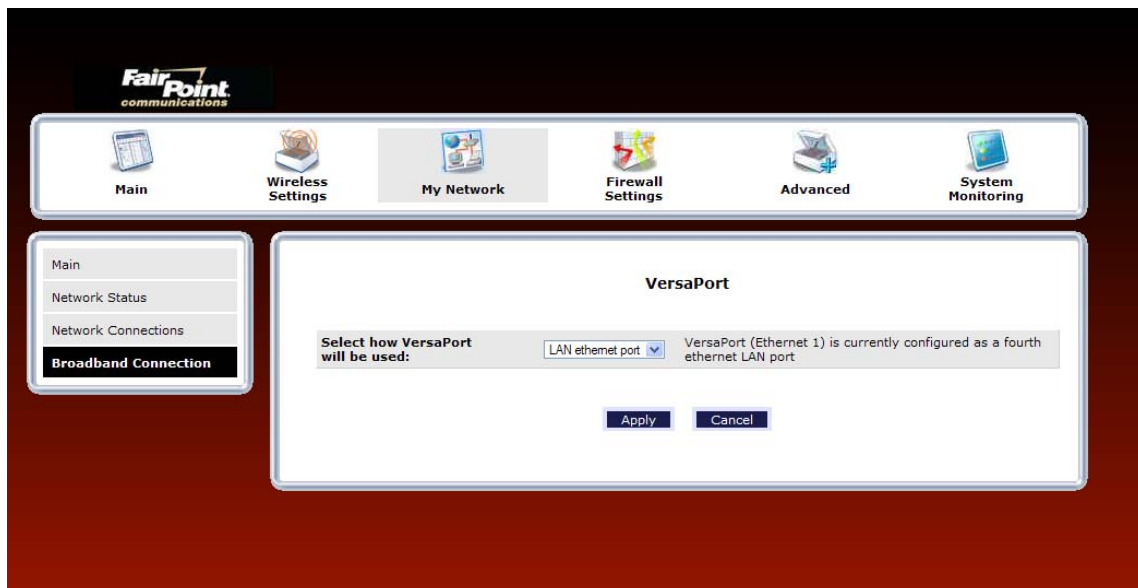 FairPoint.
communications
Main
Wireless
Settings
My Network
Firewall
Settings
Advanced
System
Monitoring
Main
Network Status
Network Connections
Broadband Connection
VersaPort
Select how VersaPort
will be used:
LAN ethernet port
VersaPort (Ethernet 1) is currently configured as a fourth
ethernet LAN port
Apply
Cancel